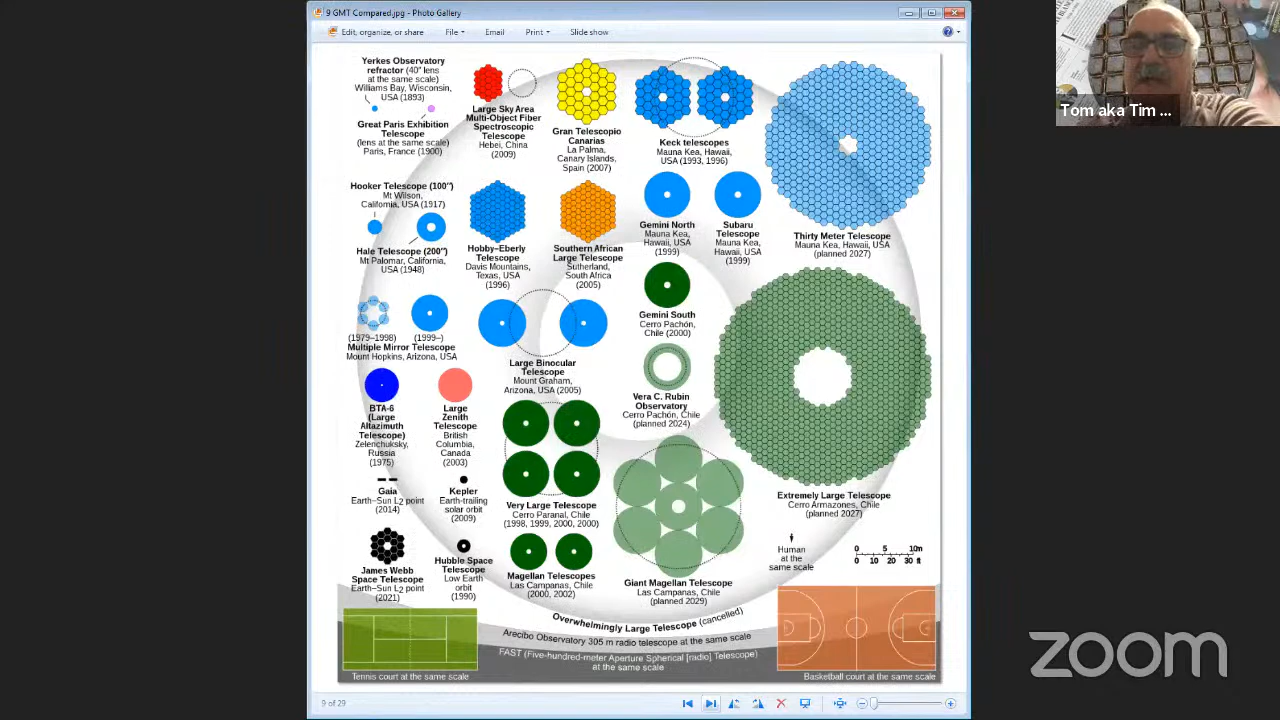 9 GMT Compared.jpg - Photo Gallery
Edit, organize, or share
File
Email
Print
Slide show
Yerkes Observatory
refractor (40″ lens
at the same scale)
Williams Bay, Wisconsin,
USA (1893)
Great Paris Exhibition
Telescope
(lens at the same scale)
Paris, France (1900)
Large Sky Area
Multi-Object Fiber
Spectroscopic
Telescope
Hebei, China
(2009)
Gran Telescopio
Canarias
La Palma,
Canary Islands,
Spain (2007)
Keck telescopes
Mauna Kea, Hawaii,
USA (1993, 1996)
Thirty Meter Telescope
Mauna Kea, Hawaii, USA
(planned 2027)
Hooker Telescope (100″)
Mt Wilson,
California, USA (1917)
Hale Telescope (200″)
Mt Palomar, California,
USA (1948)
Hobby–Eberly
Telescope
Davis Mountains,
Texas, USA
(1996)
Southern African
Large Telescope
Sutherland,
South Africa
(2005)
Gemini North
Mauna Kea,
Hawaii, USA
(1999)
Subaru
Telescope
Mauna Kea,
Hawaii, USA
(1999)
Gemini South
Cerro Pachón,
Chile (2000)
(1979–1998) (1999–)
Multiple Mirror Telescope
Mount Hopkins, Arizona, USA
Large Binocular
Telescope
Mount Graham,
Arizona, USA (2005)
Vera C. Rubin
Observatory
Cerro Pachón, Chile
(planned 2024)
BTA-6
(Large
Altazimuth
Telescope)
Zelenchuksky,
Russia
(1975)
Large
Zenith
Telescope
British
Columbia,
Canada
(2003)
Extremely Large Telescope
Cerro Armazones, Chile
(planned 2027)
Gaia
Earth–Sun L2 point
(2014)
Kepler
Earth-trailing
solar orbit
(2009)
Very Large Telescope
Cerro Paranal, Chile
(1998, 1999, 2000, 2000)
James Webb
Space Telescope
Earth–Sun L2 point
(2021)
Hubble Space
Telescope
Low Earth
orbit
(1990)
Magellan Telescopes
Las Campanas, Chile
(2000, 2002)
Giant Magellan Telescope
Las Campanas, Chile
(planned 2029)
Human
at the
same scale
0 5 10m
0 10 20 30 ft
Overwhelmingly Large Telescope (cancelled)
Arecibo Observatory 305 m radio telescope at the same scale
FAST (Five-hundred-meter Aperture Spherical [radio] Telescope)
at the same scale
Tennis court at the same scale
Basketball court at the same scale
9 of 29
Tom aka Tim ...
zoom